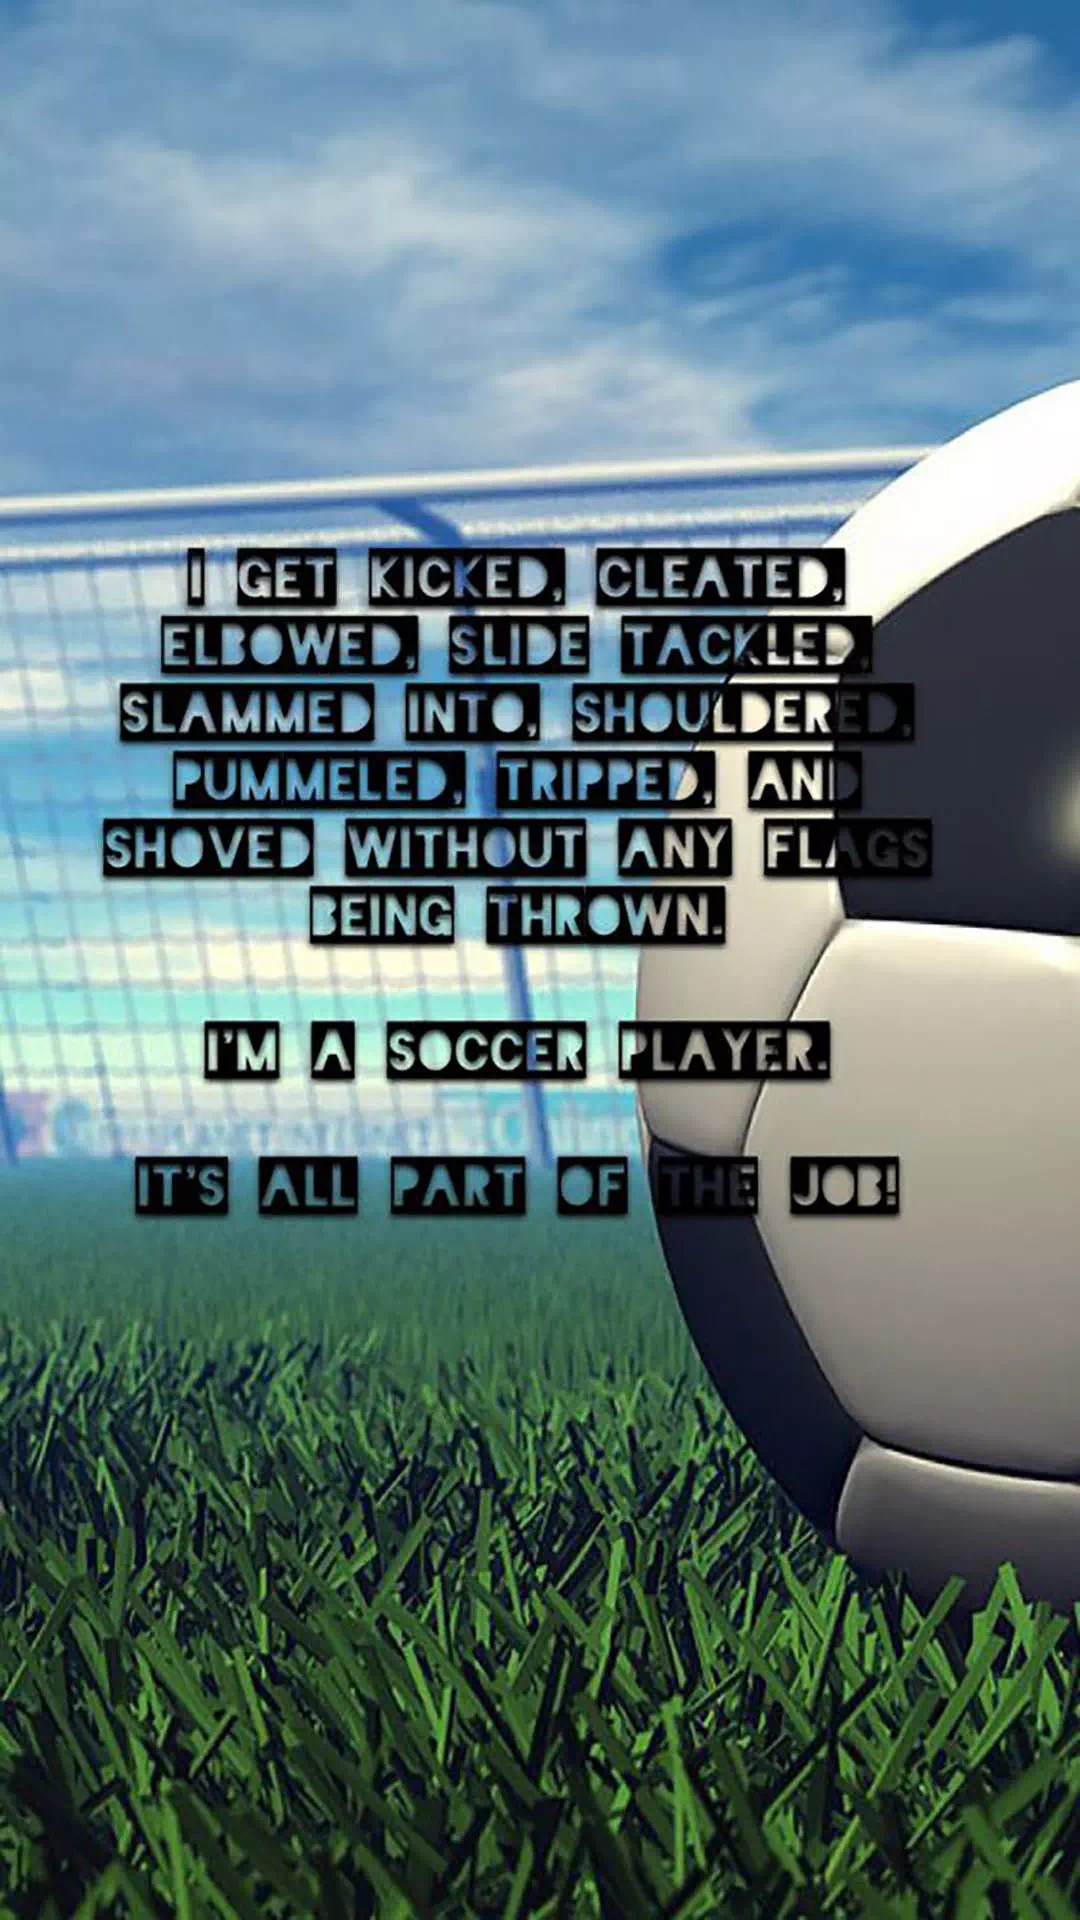 I GET KICKED, CLEATED,
ELBOWED, SLIDE TACKLED,
SLAMMED INTO, SHOULDERED,
PUMMELED, TRIPPED, AND
SHOVED WITHOUT ANY FLAGS
BEING THROWN.
I'M A SOCCER PLAYER.
IT'S ALL PART OF THE JOB!